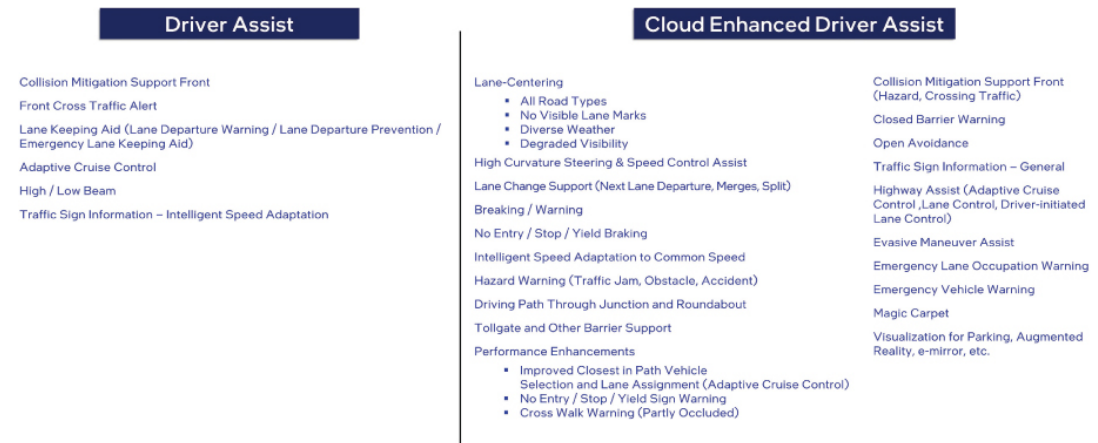 Driver Assist
Collision Mitigation Support Front
Front Cross Traffic Alert
Lane Keeping Aid (Lane Departure Warning / Lane Departure Prevention /
Emergency Lane Keeping Aid)
Adaptive Cruise Control
High / Low Beam
Traffic Sign Information – Intelligent Speed Adaptation
Cloud Enhanced Driver Assist
Lane-Centering
▪ All Road Types
▪ No Visible Lane Marks
▪ Diverse Weather
▪ Degraded Visibility
High Curvature Steering & Speed Control Assist
Lane Change Support (Next Lane Departure, Merges, Split)
Breaking / Warning
No Entry / Stop / Yield Braking
Intelligent Speed Adaptation to Common Speed
Hazard Warning (Traffic Jam, Obstacle, Accident)
Driving Path Through Junction and Roundabout
Tollgate and Other Barrier Support
Performance Enhancements
▪ Improved Closest in Path Vehicle
Selection and Lane Assignment (Adaptive Cruise Control)
▪ No Entry / Stop / Yield Sign Warning
▪ Cross Walk Warning (Partly Occluded)
Collision Mitigation Support Front
(Hazard, Crossing Traffic)
Closed Barrier Warning
Open Avoidance
Traffic Sign Information – General
Highway Assist (Adaptive Cruise
Control ,Lane Control, Driver-initiated
Lane Control)
Evasive Maneuver Assist
Emergency Lane Occupation Warning
Emergency Vehicle Warning
Magic Carpet
Visualization for Parking, Augmented
Reality, e-mirror, etc.